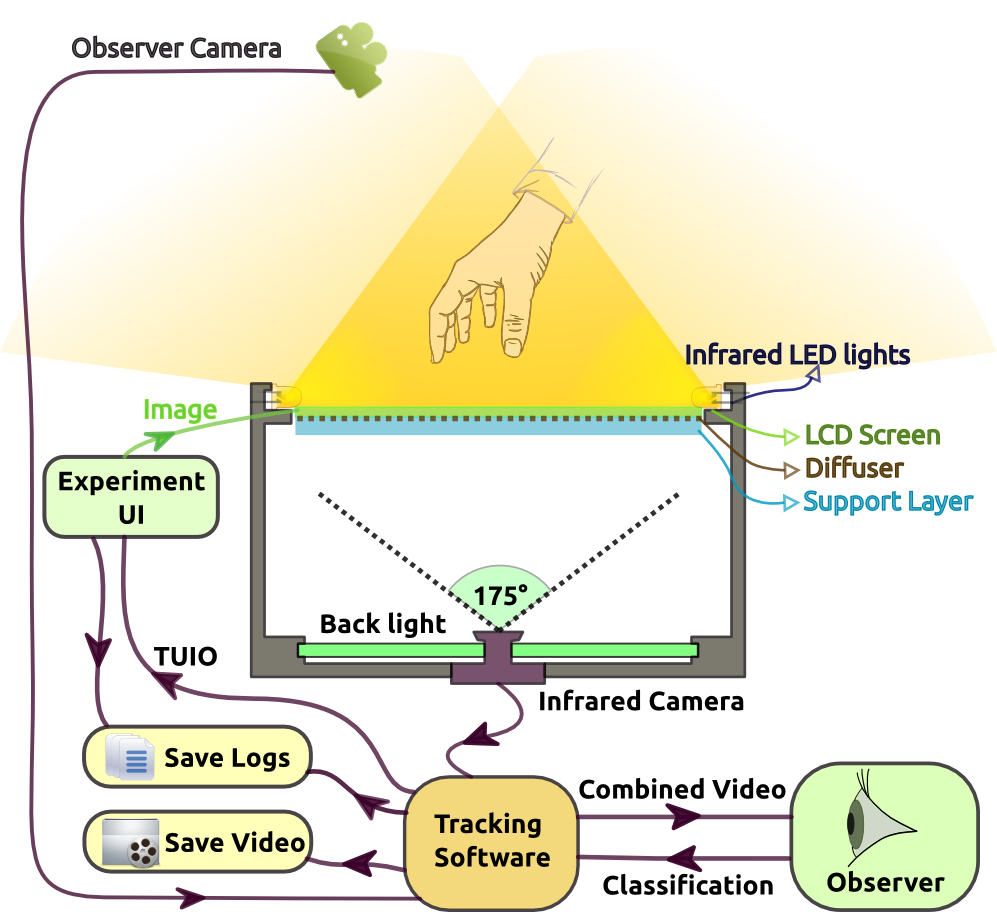 Observer Camera
Infrared LED lights
Image
LCD Screen
Diffuser
Support Layer
Experiment
UI
175°
Back light
TUIO
Infrared Camera
Save Logs
Combined Video
Tracking
Software
Save Video
Classification
Observer